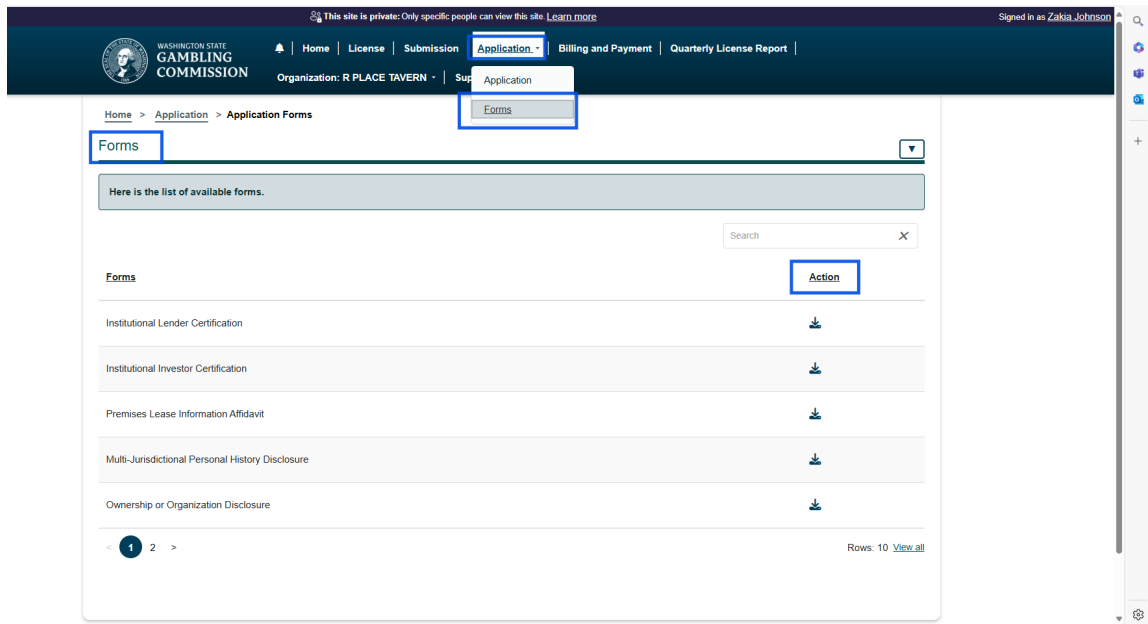 This site is private: Only specific people can view this site. Learn more
Signed in as Zakia Johnson
WASHINGTON STATE
GAMBLING
COMMISSION
Home | License | Submission | Application | Billing and Payment | Quarterly License Report |
Organization: R PLACE TAVERN | Sup
Application
Forms
Home > Application > Application Forms
Forms
Here is the list of available forms.
Search
Forms Action
Institutional Lender Certification
Institutional Investor Certification
Premises Lease Information Affidavit
Multi-Jurisdictional Personal History Disclosure
Ownership or Organization Disclosure
< 1 2 >
Rows: 10 View all